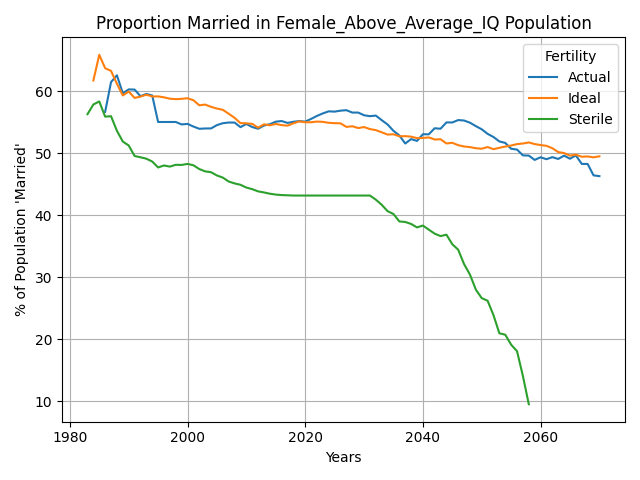 Proportion Married in Female_Above_Average_IQ Population
Fertility
Actual
Ideal
Sterile
% of Population 'Married'
60
50
40
30
20
10
1980
2000
2020
2040
2060
Years